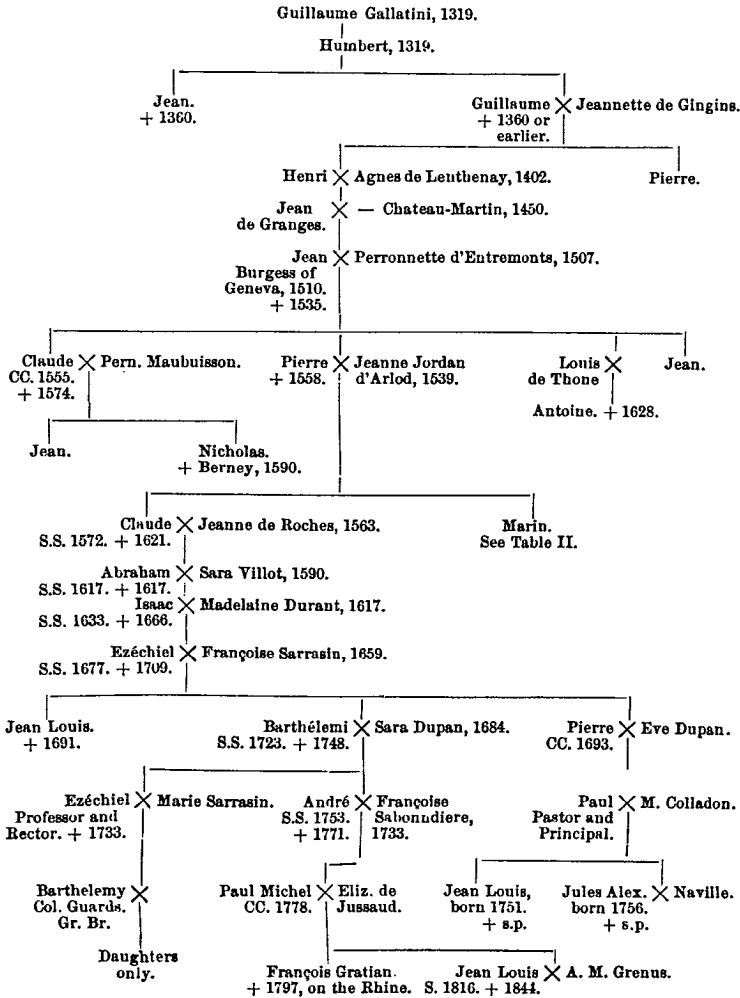 Guillaume Gallatini, 1319.
Humbert, 1319.
Jean.
+ 1360.
Guillaume × Jeannette de Gingins.
+ 1360 or
earlier.
Henri × Agnes de Lenthenay, 1402.
Pierre.
Jean × — Chateau-Martin, 1450.
de Granges.
Jean × Perronnette d'Entremonts, 1507.
Burgess of
Geneva, 1510.
+ 1535.
Claude × Pern. Maubuisson.
CC. 1555.
+ 1574.
Pierre × Jeanne Jordan
+ 1558. d'Arlod, 1539.
Louis ×
de Thone
Jean.
Antoine. + 1628.
Jean.
Nicholas.
+ Berney, 1590.
Claude × Jeanne de Roches, 1563.
S.S. 1572. + 1621.
Marin.
See Table II.
Abraham × Sara Villot, 1590.
S.S. 1617. + 1617.
Isaac × Madelaine Durant, 1617.
S.S. 1633. + 1666.
Ezéchiel × Françoise Sarrasin, 1659.
S.S. 1677. + 1709.
Jean Louis.
+ 1691.
Barthélemi × Sara Dupan, 1684.
S.S. 1723. + 1748.
Pierre × Eve Dupan.
CC. 1693.
Ezéchiel × Marie Sarrasin.
Professor and
Rector. + 1733.
André × Françoise
S.S. 1753. Sabonndiere,
+ 1771. 1733.
Paul × M. Colladon.
Pastor and
Principal.
Barthelemy ×
Col. Guards.
Gr. Br.
Paul Michel × Eliz. de
CC. 1778. Jussaud.
Jean Louis,
born 1751.
+ s.p.
Jules Alex. × Naville.
born 1756.
+ s.p.
Daughters
only.
François Gratian.
+ 1797, on the Rhine.
Jean Louis × A. M. Grenus.
S. 1816. + 1844.